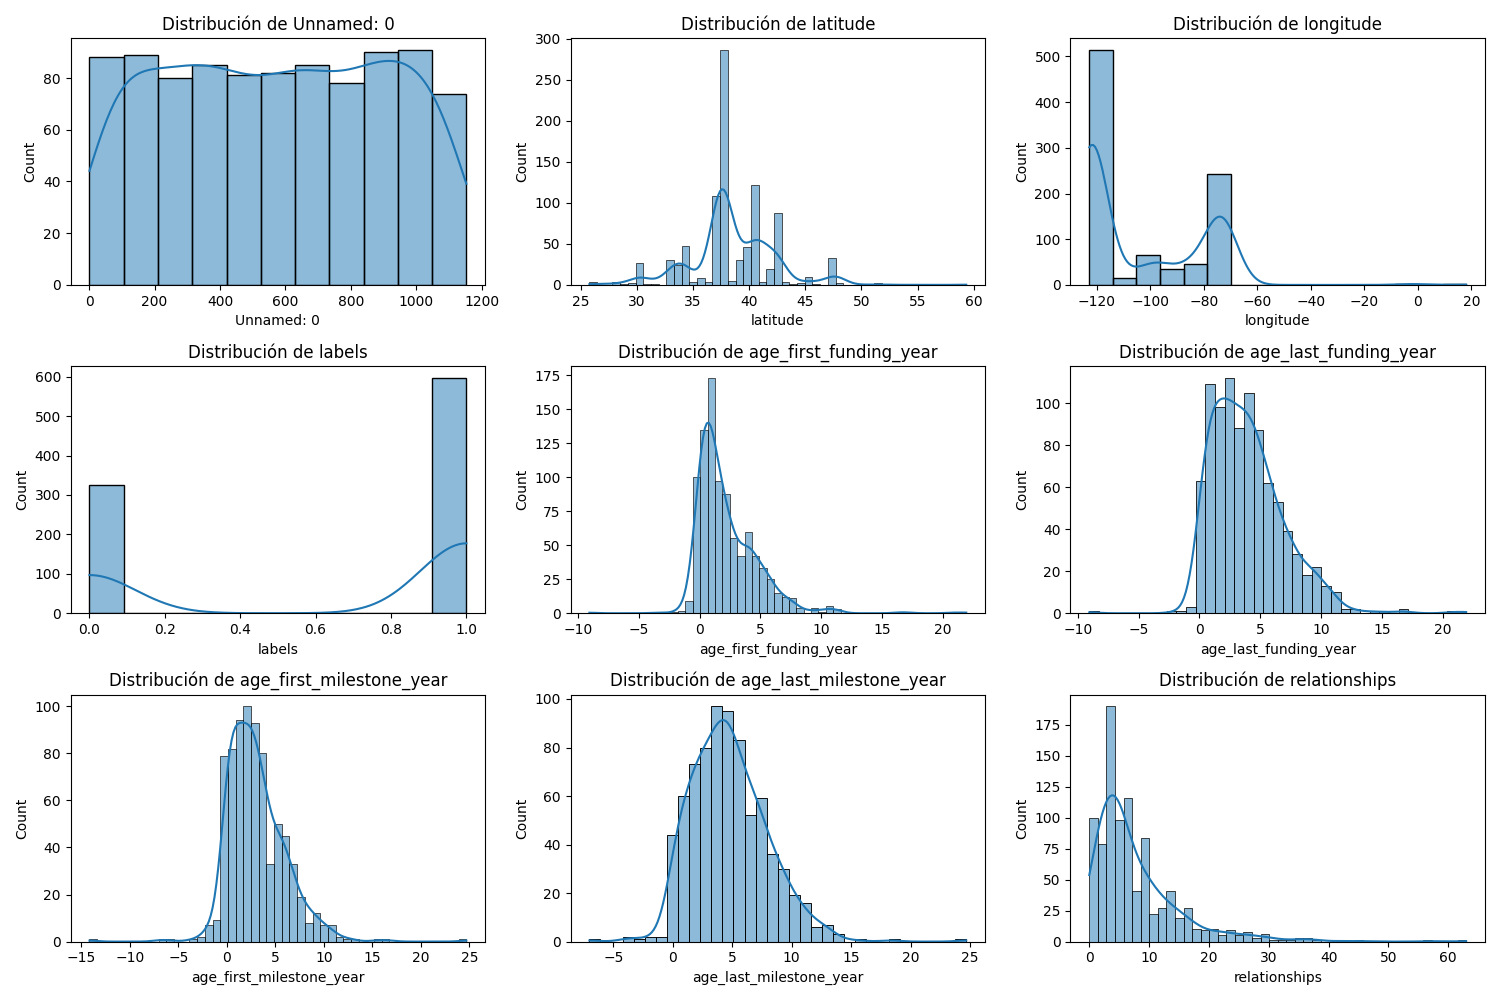 Distribución de Unnamed: 0
Count
80
60
40
20
0
0 200 400 600 800 1000 1200
Unnamed: 0
Distribución de latitude
Count
300
250
200
150
100
50
0
25 30 35 40 45 50 55 60
latitude
Distribución de longitude
Count
500
400
300
200
100
0
−120 −100 −80 −60 −40 −20 0 20
longitude
Distribución de labels
Count
600
500
400
300
200
100
0
0.0 0.2 0.4 0.6 0.8 1.0
labels
Distribución de age_first_funding_year
Count
175
150
125
100
75
50
25
0
−10 −5 0 5 10 15 20
age_first_funding_year
Distribución de age_last_funding_year
Count
100
80
60
40
20
0
−10 −5 0 5 10 15 20
age_last_funding_year
Distribución de age_first_milestone_year
Count
100
80
60
40
20
0
−15 −10 −5 0 5 10 15 20 25
age_first_milestone_year
Distribución de age_last_milestone_year
Count
100
80
60
40
20
0
−5 0 5 10 15 20 25
age_last_milestone_year
Distribución de relationships
Count
175
150
125
100
75
50
25
0
0 10 20 30 40 50 60
relationships